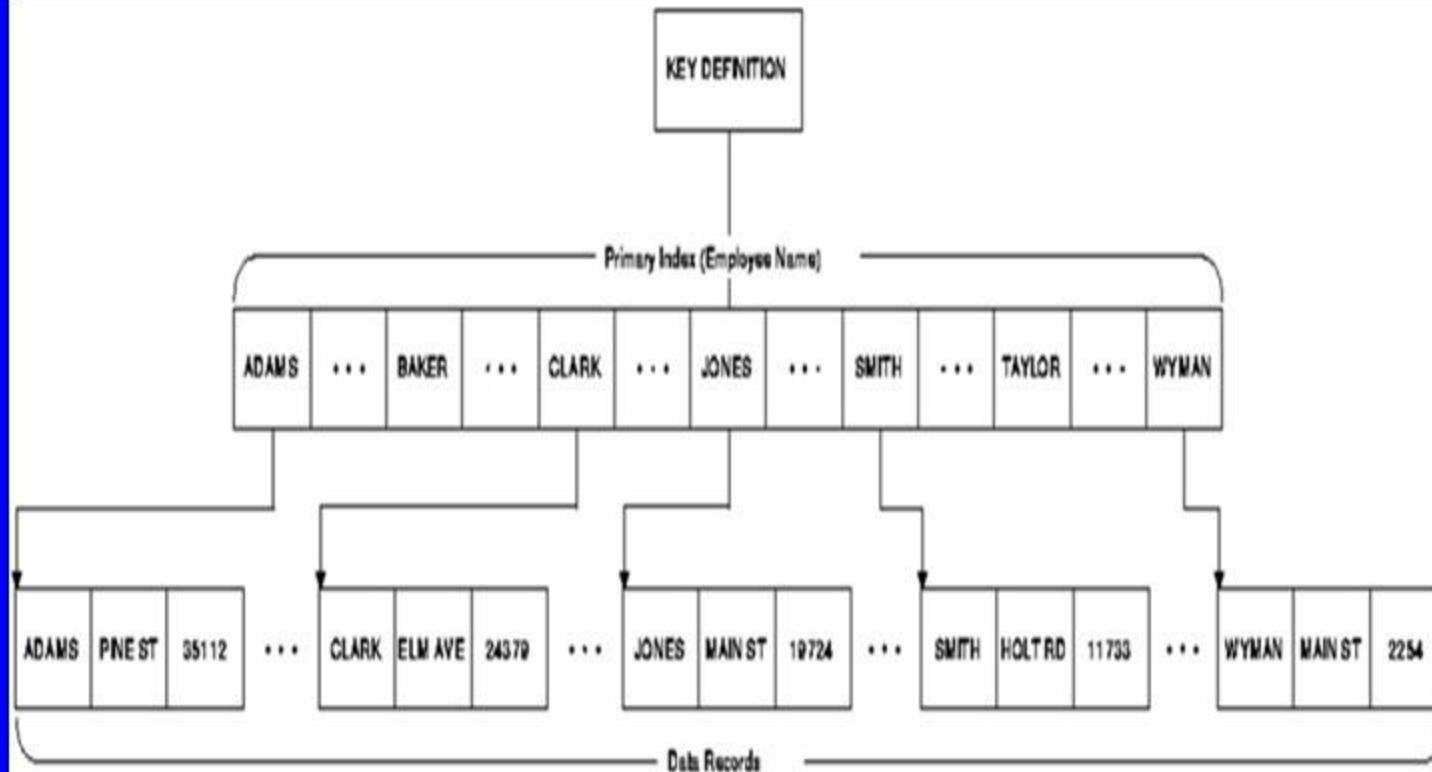 KEY DEFINITION
Primary Index (Employee Name)
ADAMS ... BAKER ... CLARK ... JONES ... SMITH ... TAYLOR ... WYMAN
ADAMS PINE ST 35112 ... CLARK ELM AVE 24379 ... JONES MAIN ST 19724 ... SMITH HOLT RD 11733 ... WYMAN MAIN ST 2254
Data Records